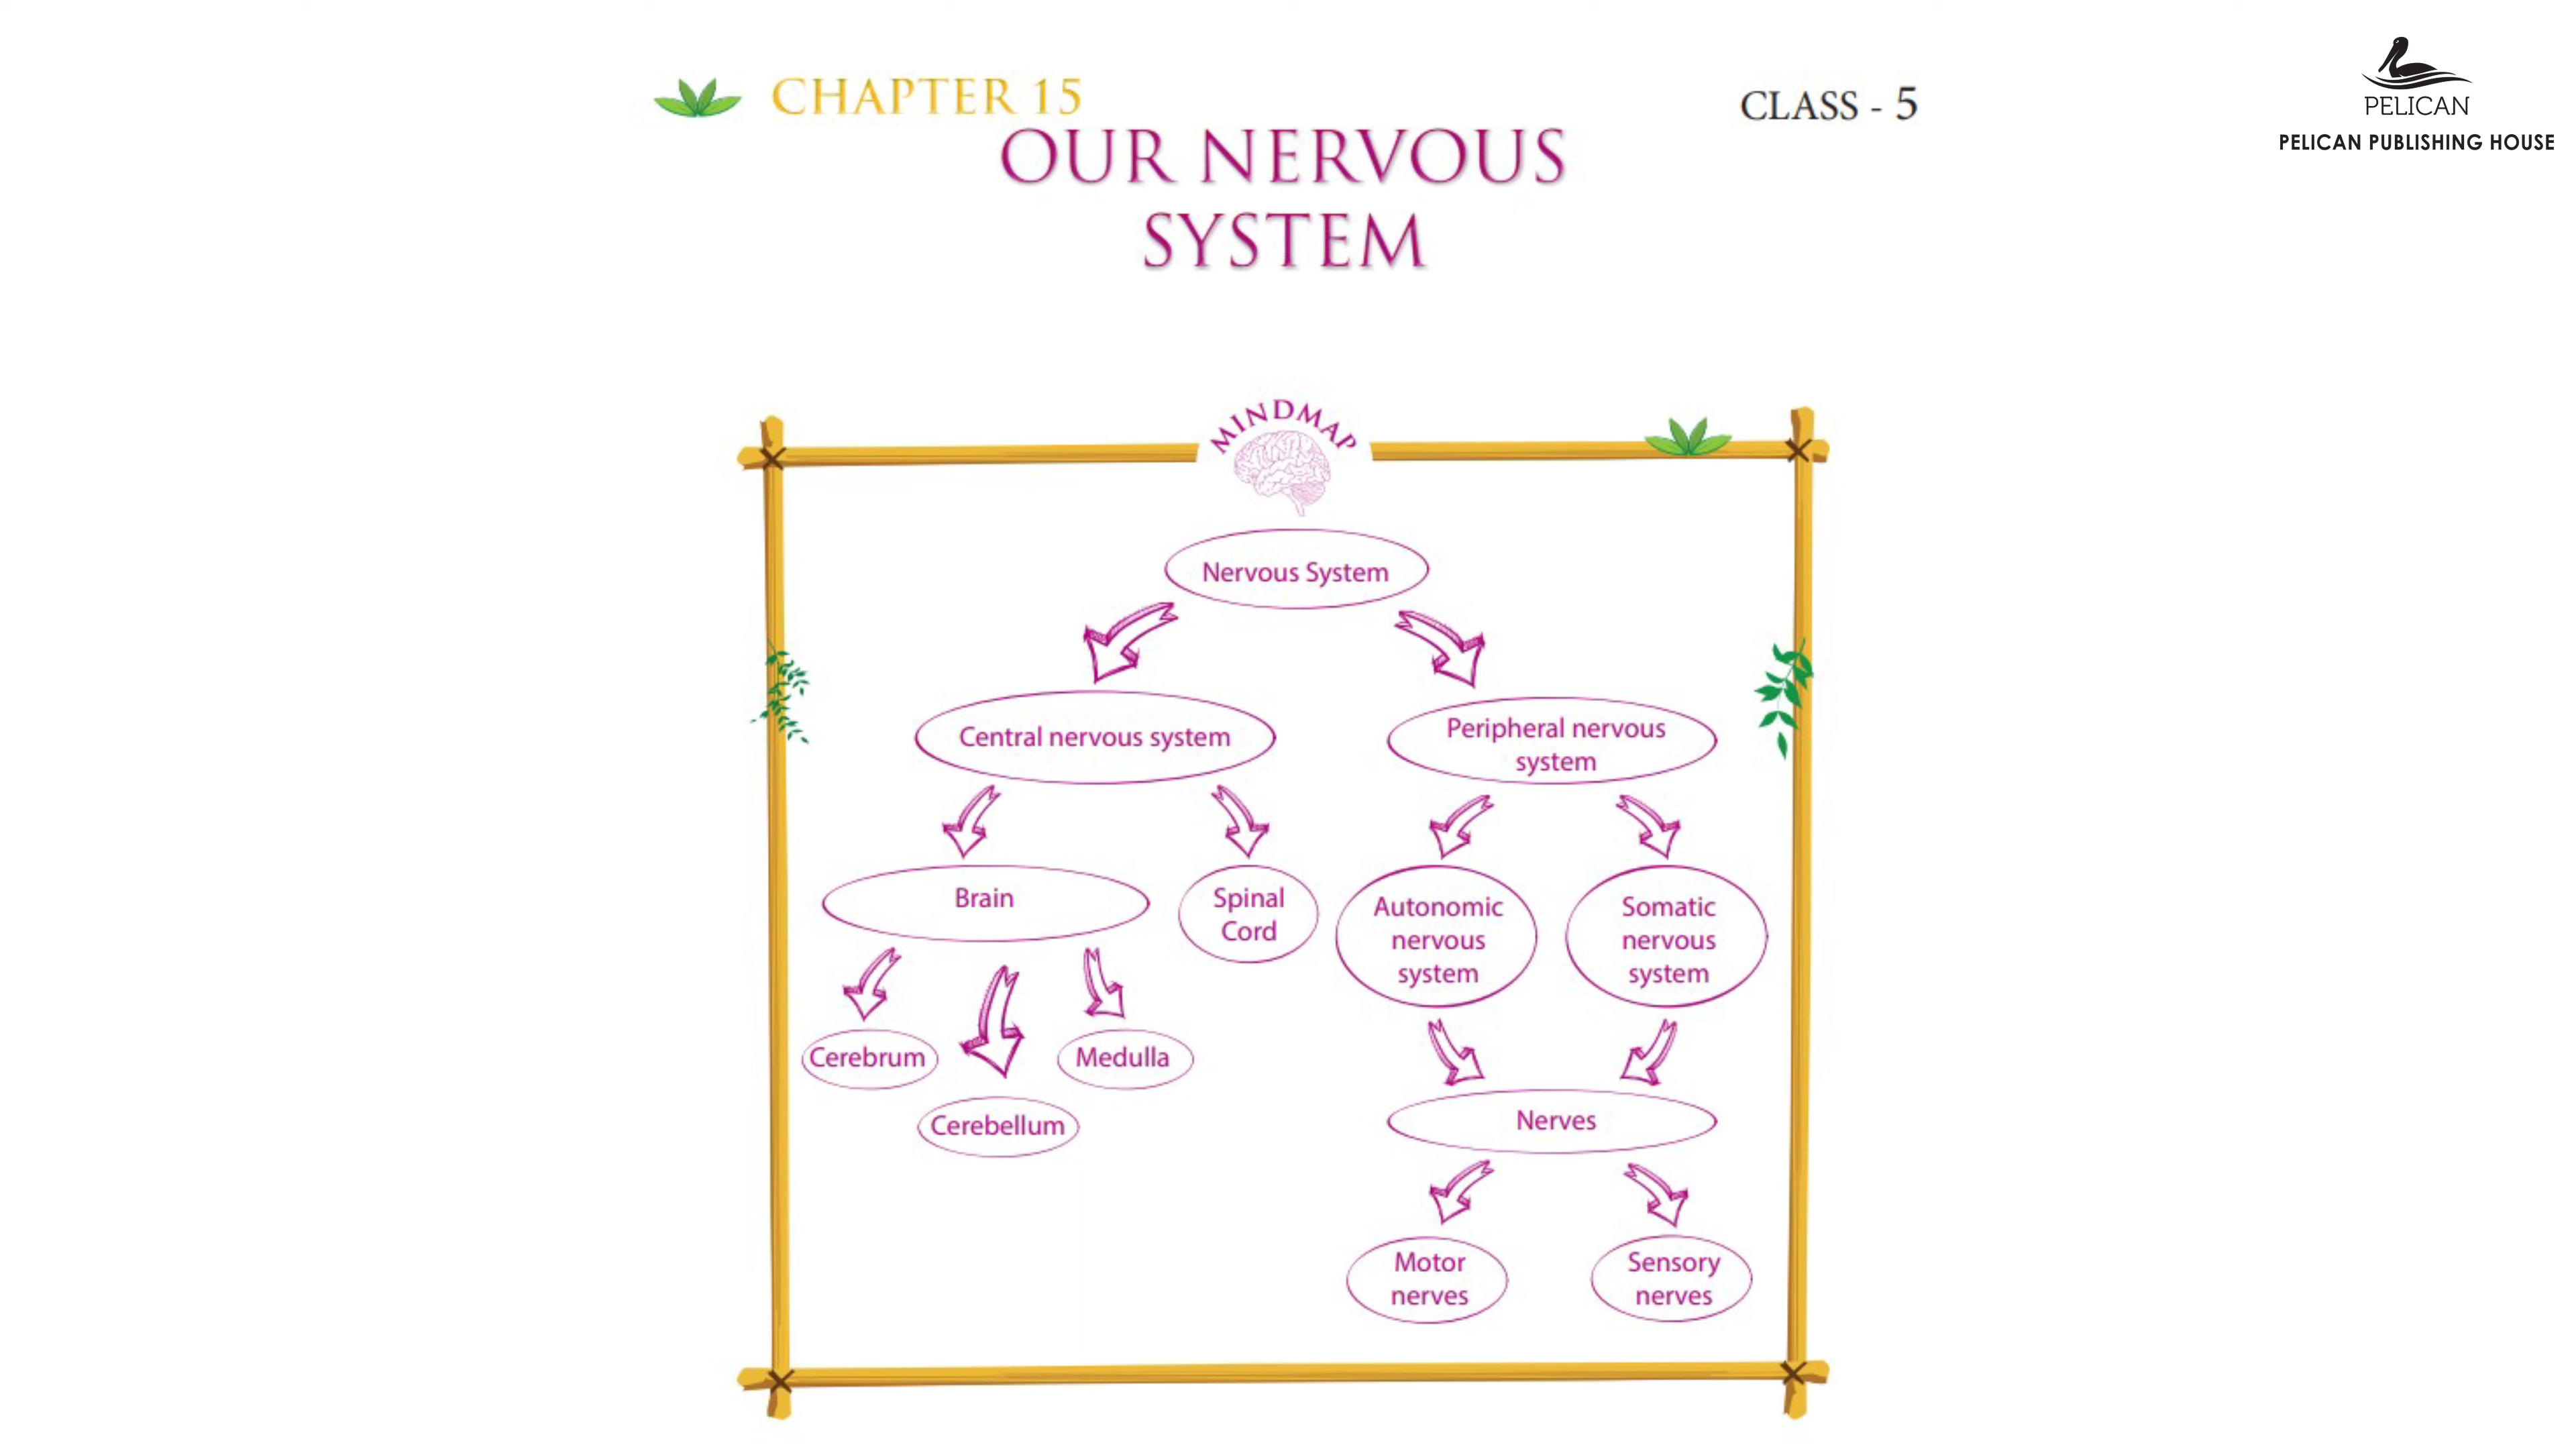 CHAPTER 15
CLASS - 5
PELICAN
PELICAN PUBLISHING HOUSE
OUR NERVOUS
SYSTEM
MINDMAP
Nervous System
Central nervous system
Peripheral nervous
system
Brain
Spinal
Cord
Autonomic
nervous
system
Somatic
nervous
system
Cerebrum
Medulla
Cerebellum
Nerves
Motor
nerves
Sensory
nerves